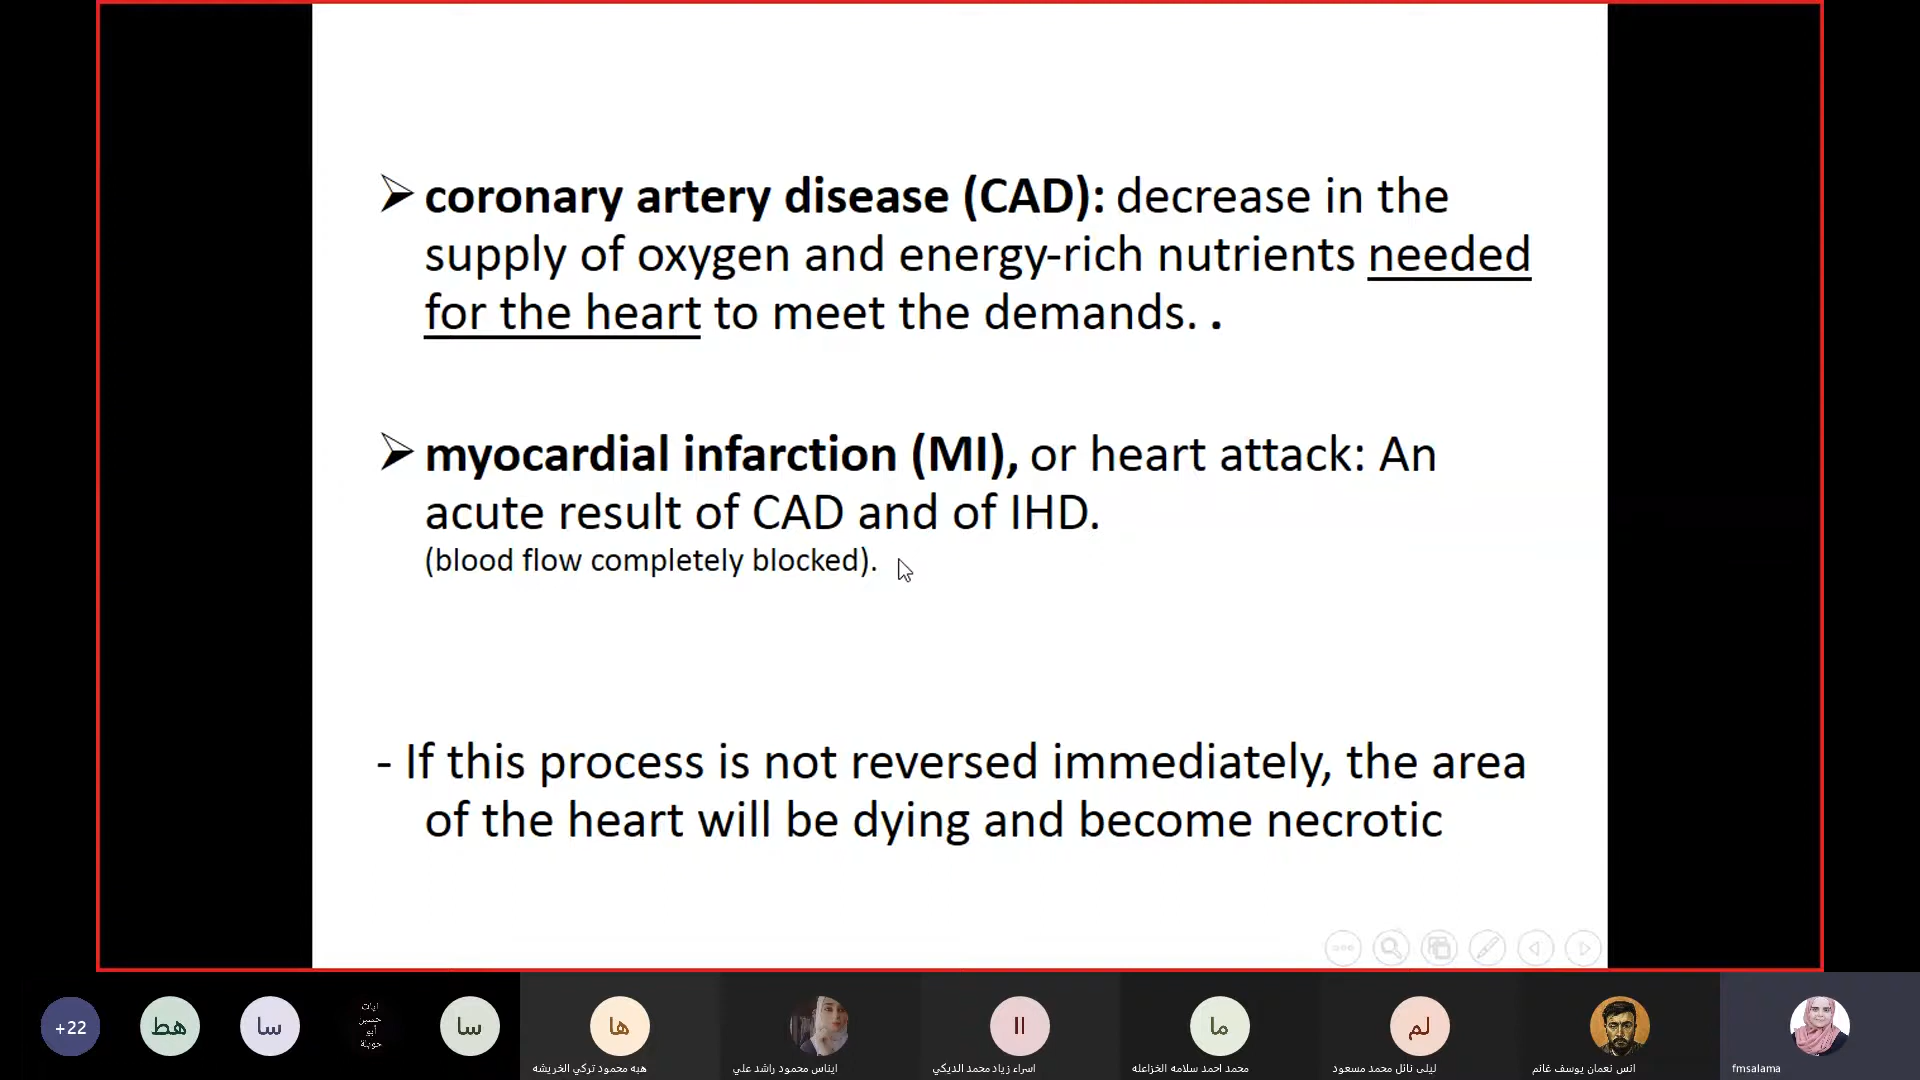 coronary artery disease (CAD): decrease in the
supply of oxygen and energy-rich nutrients needed
for the heart to meet the demands. .
myocardial infarction (MI), or heart attack: An
acute result of CAD and of IHD.
(blood flow completely blocked).
- If this process is not reversed immediately, the area
of the heart will be dying and become necrotic
+22
هط
سا
ايات
حسين
أبو
حويلة
سا
ها
اا
ما
لم
هبه محمود تركي الخريشه
ايناس محمود راشد علي
اسراء زياد محمد الديكي
محمد احمد سلامه الخزاعله
ليلى نائل محمد مسعود
انس نعمان يوسف غانم
fmsalama